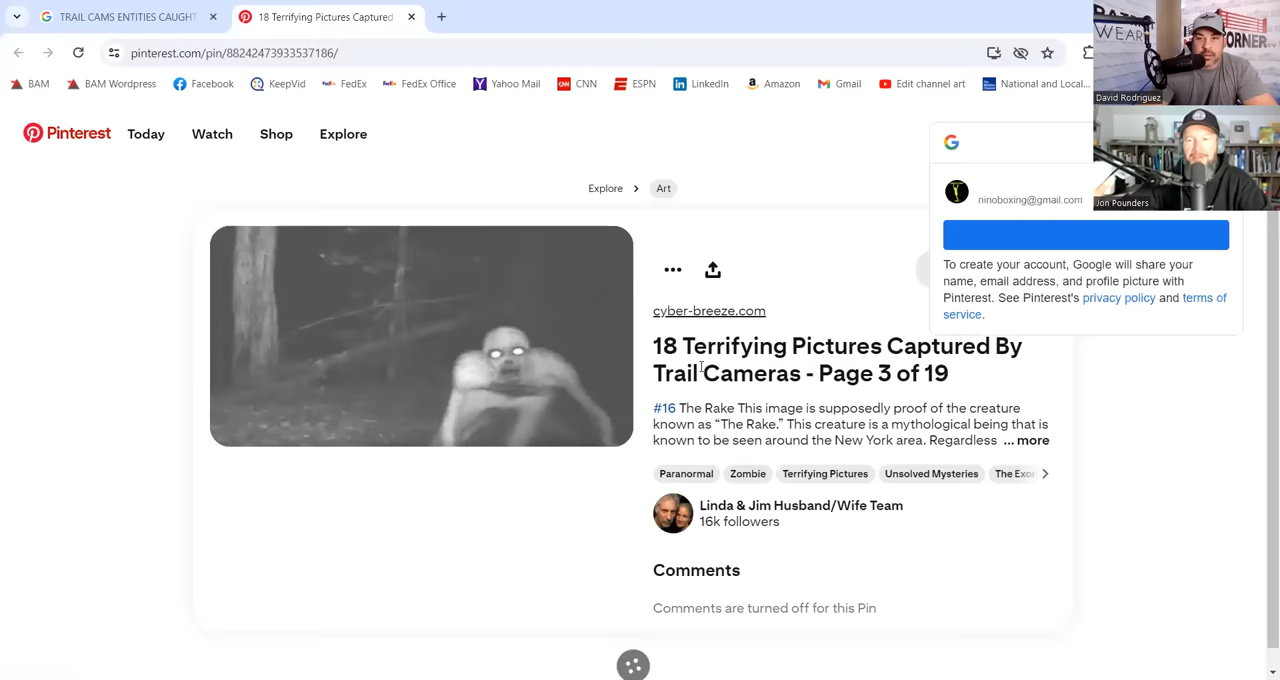 TRAIL CAMS ENTITIES CAUGHT
18 Terrifying Pictures Captured
pinterest.com/pin/88242473933537186/
BAM
BAM Wordpress
Facebook
KeepVid
FedEx
FedEx Office
Yahoo Mail
CNN
ESPN
LinkedIn
Amazon
Gmail
Edit channel art
National and Local...
WEAR
CORNER
David Rodriguez
Jon Pounders
Pinterest
Today
Watch
Shop
Explore
Explore
Art
ninoboxing@gmail.com
To create your account, Google will share your
name, email address, and profile picture with
Pinterest. See Pinterest's privacy policy and terms of
service.
cyber-breeze.com
18 Terrifying Pictures Captured By
Trail Cameras - Page 3 of 19
#16 The Rake This image is supposedly proof of the creature
known as “The Rake.” This creature is a mythological being that is
known to be seen around the New York area. Regardless ... more
Paranormal
Zombie
Terrifying Pictures
Unsolved Mysteries
The Exor
Linda & Jim Husband/Wife Team
16k followers
Comments
Comments are turned off for this Pin